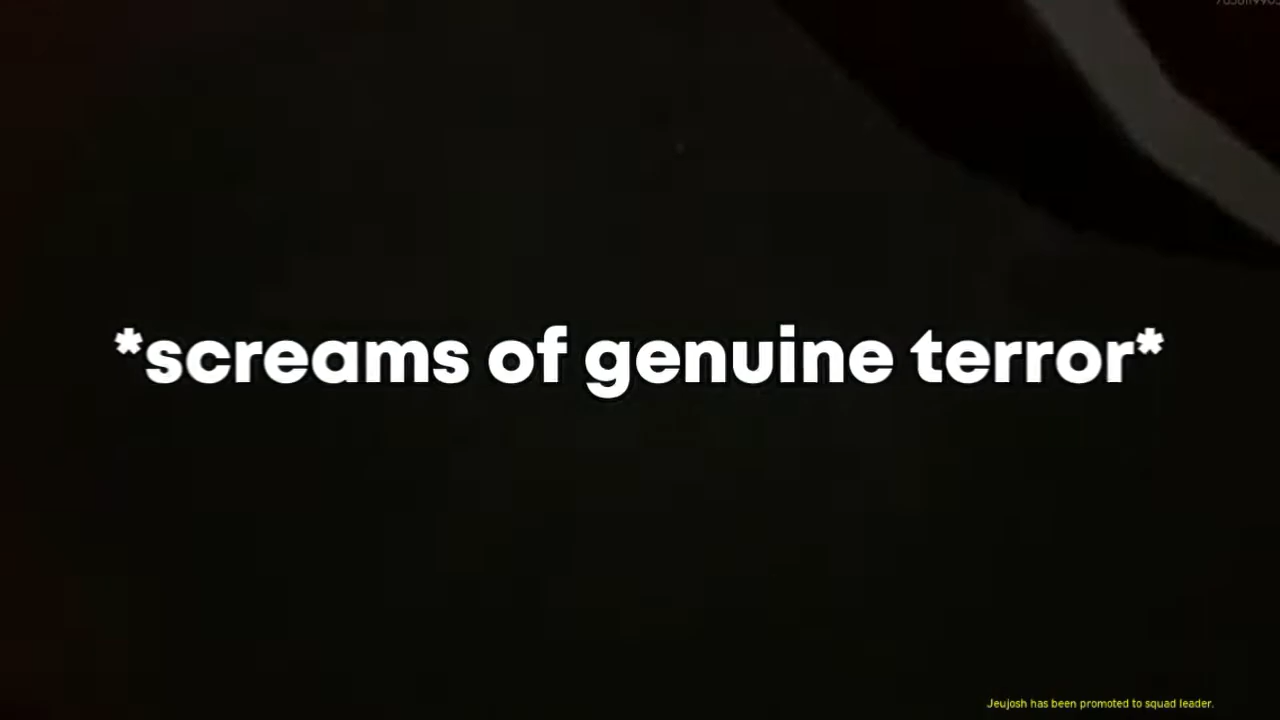 *screams of genuine terror*
Jeujosh has been promoted to squad leader.